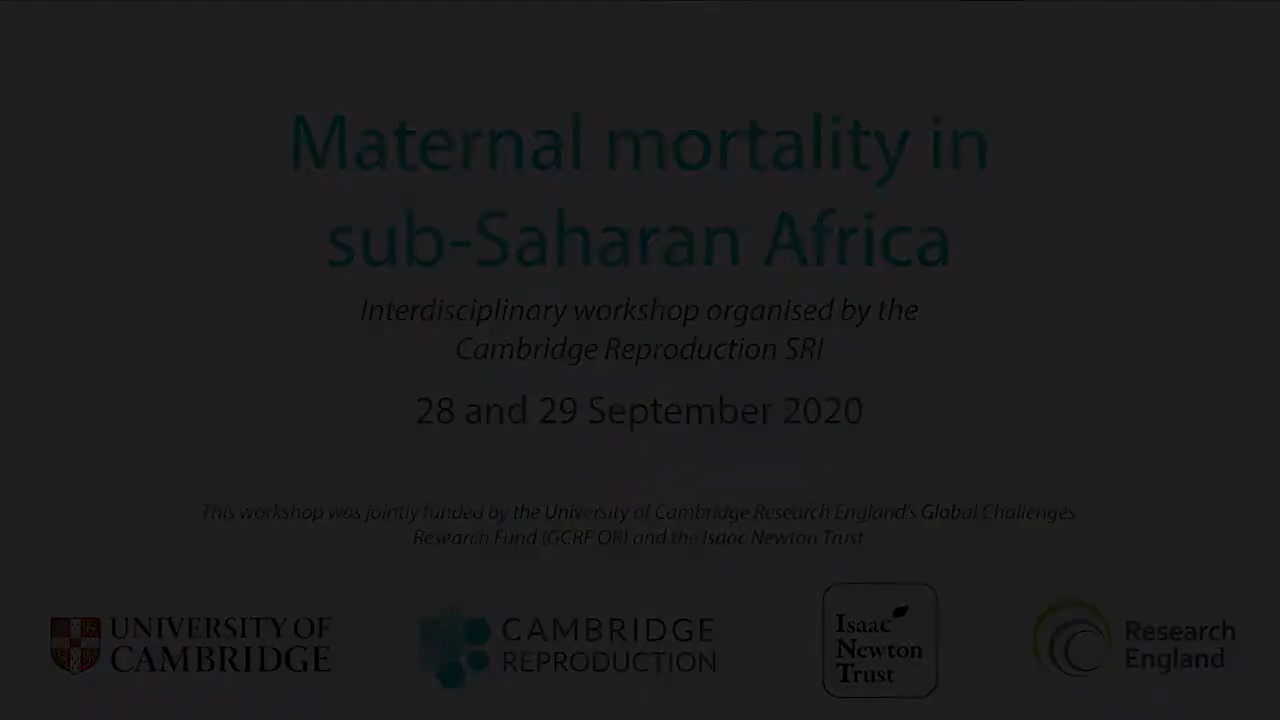 Maternal mortality in
sub-Saharan Africa
Interdisciplinary workshop organised by the
Cambridge Reproduction SRI
28 and 29 September 2020
This workshop was jointly funded by the University of Cambridge Research England's Global Challenges
Research Fund (GCRF QR) and the Isaac Newton Trust
UNIVERSITY OF
CAMBRIDGE
CAMBRIDGE
REPRODUCTION
Isaac
Newton
Trust
Research
England